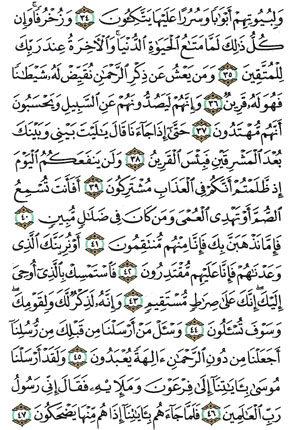 وَلِبُيُوتِهِمْ أَبْوَٰبًا وَسُرُرًا عَلَيْهَا يَتَّكِـُٔونَ ٣٤ وَزُخْرُفًا ۚ وَإِن
كُلُّ ذَٰلِكَ لَمَّا مَتَـٰعُ ٱلْحَيَوٰةِ ٱلدُّنْيَا ۚ وَٱلْـَٔاخِرَةُ عِندَ رَبِّكَ
لِلْمُتَّقِينَ ٣٥ وَمَن يَعْشُ عَن ذِكْرِ ٱلرَّحْمَـٰنِ نُقَيِّضْ لَهُۥ شَيْطَـٰنًا
فَهُوَ لَهُۥ قَرِينٌ ٣٦ وَإِنَّهُمْ لَيَصُدُّونَهُمْ عَنِ ٱلسَّبِيلِ وَيَحْسَبُونَ
أَنَّهُم مُّهْتَدُونَ ٣٧ حَتَّىٰٓ إِذَا جَآءَنَا قَالَ يَـٰلَيْتَ بَيْنِى وَبَيْنَكَ
بُعْدَ ٱلْمَشْرِقَيْنِ فَبِئْسَ ٱلْقَرِينُ ٣٨ وَلَن يَنفَعَكُمُ ٱلْيَوْمَ
إِذ ظَّلَمْتُمْ أَنَّكُمْ فِى ٱلْعَذَابِ مُشْتَرِكُونَ ٣٩ أَفَأَنتَ تُسْمِعُ
ٱلصُّمَّ أَوْ تَهْدِى ٱلْعُمْىَ وَمَن كَانَ فِى ضَلَـٰلٍ مُّبِينٍ ٤٠
فَإِمَّا نَذْهَبَنَّ بِكَ فَإِنَّا مِنْهُم مُّنتَقِمُونَ ٤١ أَوْ نُرِيَنَّكَ ٱلَّذِى
وَعَدْنَـٰهُمْ فَإِنَّا عَلَيْهِم مُّقْتَدِرُونَ ٤٢ فَٱسْتَمْسِكْ بِٱلَّذِىٓ أُوحِىَ
إِلَيْكَ ۖ إِنَّكَ عَلَىٰ صِرَٰطٍ مُّسْتَقِيمٍ ٤٣ وَإِنَّهُۥ لَذِكْرٌ لَّكَ وَلِقَوْمِكَ ۖ
وَسَوْفَ تُسْـَٔلُونَ ٤٤ وَسْـَٔلْ مَنْ أَرْسَلْنَا مِن قَبْلِكَ مِن رُّسُلِنَآ
أَجَعَلْنَا مِن دُونِ ٱلرَّحْمَـٰنِ ءَالِهَةً يُعْبَدُونَ ٤٥ وَلَقَدْ أَرْسَلْنَا
مُوسَىٰ بِـَٔايَـٰتِنَآ إِلَىٰ فِرْعَوْنَ وَمَلَإِي۟هِۦ فَقَالَ إِنِّى رَسُولُ
رَبِّ ٱلْعَـٰلَمِينَ ٤٦ فَلَمَّا جَآءَهُم بِـَٔايَـٰتِنَآ إِذَا هُم مِّنْهَا يَضْحَكُونَ ٤٧